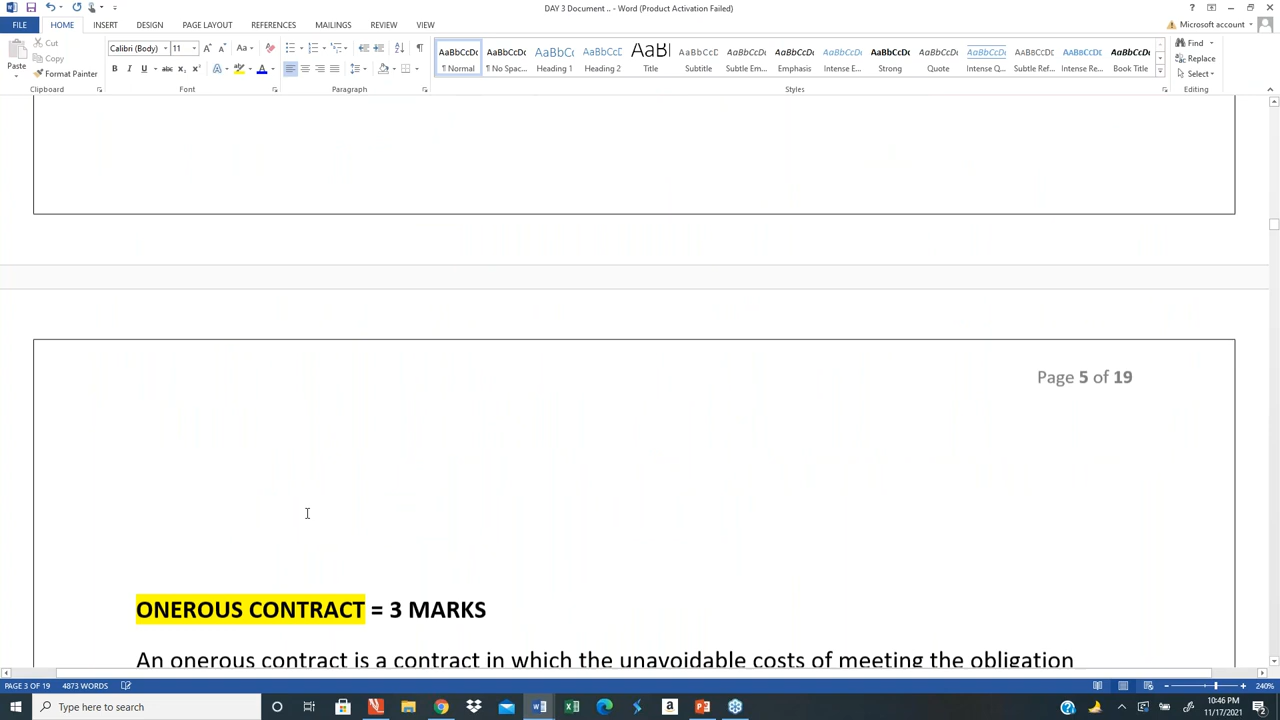 DAY 3 Document .. - Word (Product Activation Failed)
FILE HOME INSERT DESIGN PAGE LAYOUT REFERENCES MAILINGS REVIEW VIEW Microsoft account
Paste Cut Copy Format Painter
Calibri (Body) 11
AaBbCcDc AaBbCcDc AaBbCc AaBbCcC AaBl AaBbCcC AaBbCcDc AaBbCcDc AaBbCcDc AaBbCcDc AaBbCcDc AaBbCcDc AaBbCcDc AaBbCcDc AaBbCcDc
¶ Normal ¶ No Spac... Heading 1 Heading 2 Title Subtitle Subtle Em... Emphasis Intense E... Strong Quote Intense Q... Subtle Ref... Intense Re... Book Title
Find
Replace
Select
Clipboard Font Paragraph Styles Editing
Page 5 of 19
ONEROUS CONTRACT = 3 MARKS
An onerous contract is a contract in which the unavoidable costs of meeting the obligation
PAGE 3 OF 19 4873 WORDS 240%
Type here to search
10:46 PM
11/17/2021